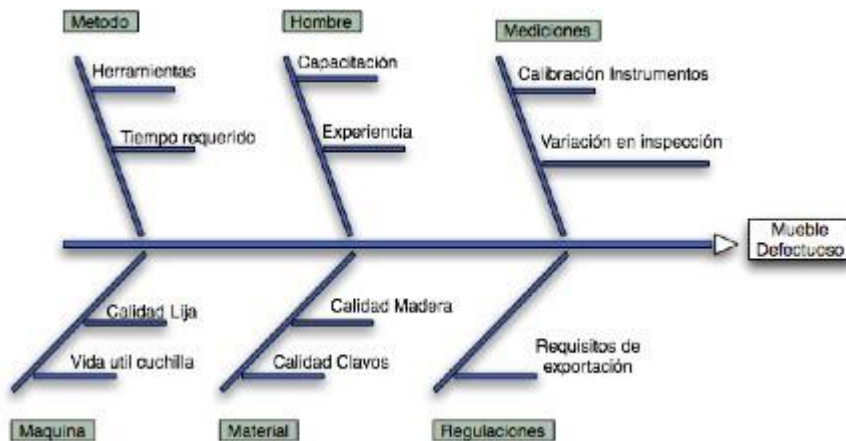 Metodo
Hombre
Mediciones
Herramientas
Capacitación
Calibración Instrumentos
Tiempo requerido
Experiencia
Variación en inspección
Mueble
Defectuoso
Calidad Lija
Calidad Madera
Vida util cuchilla
Calidad Clavos
Requisitos de
exportación
Maquina
Material
Regulaciones